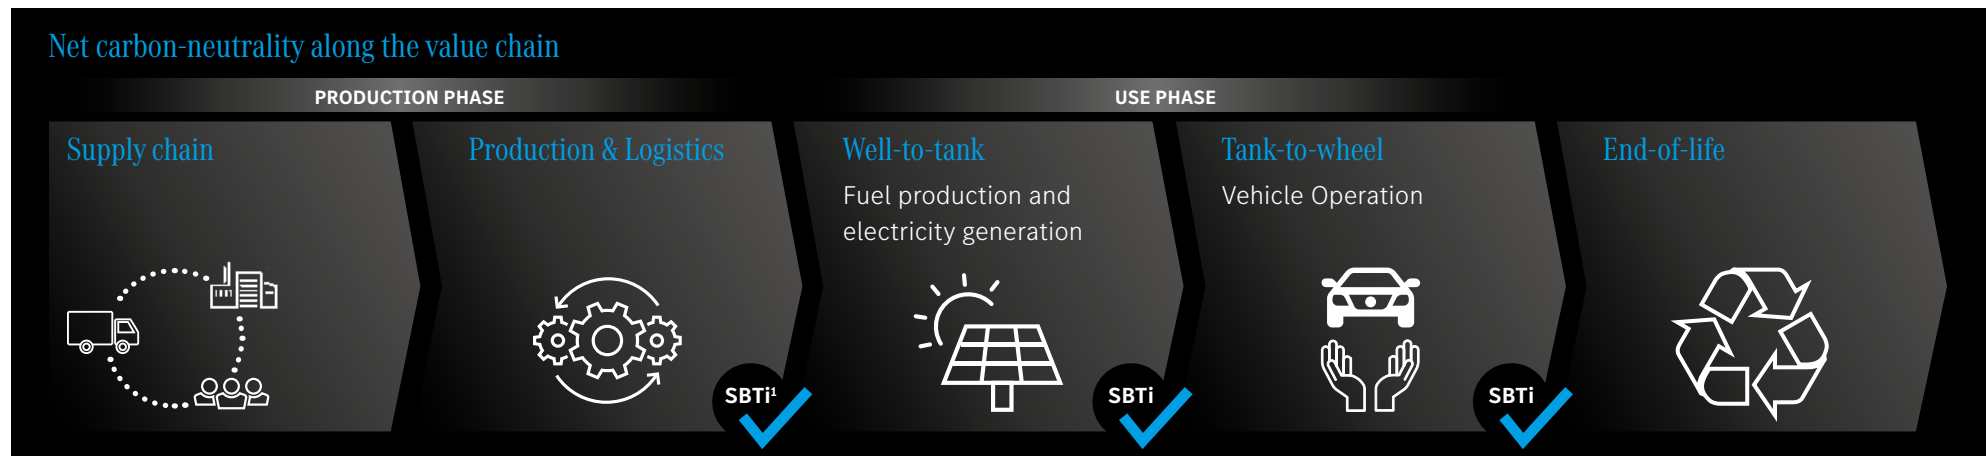 Net carbon-neutrality along the value chain
PRODUCTION PHASE
USE PHASE
Supply chain
Production & Logistics
SBTi¹
Well-to-tank
Fuel production and
electricity generation
SBTi
Tank-to-wheel
Vehicle Operation
SBTi
End-of-life